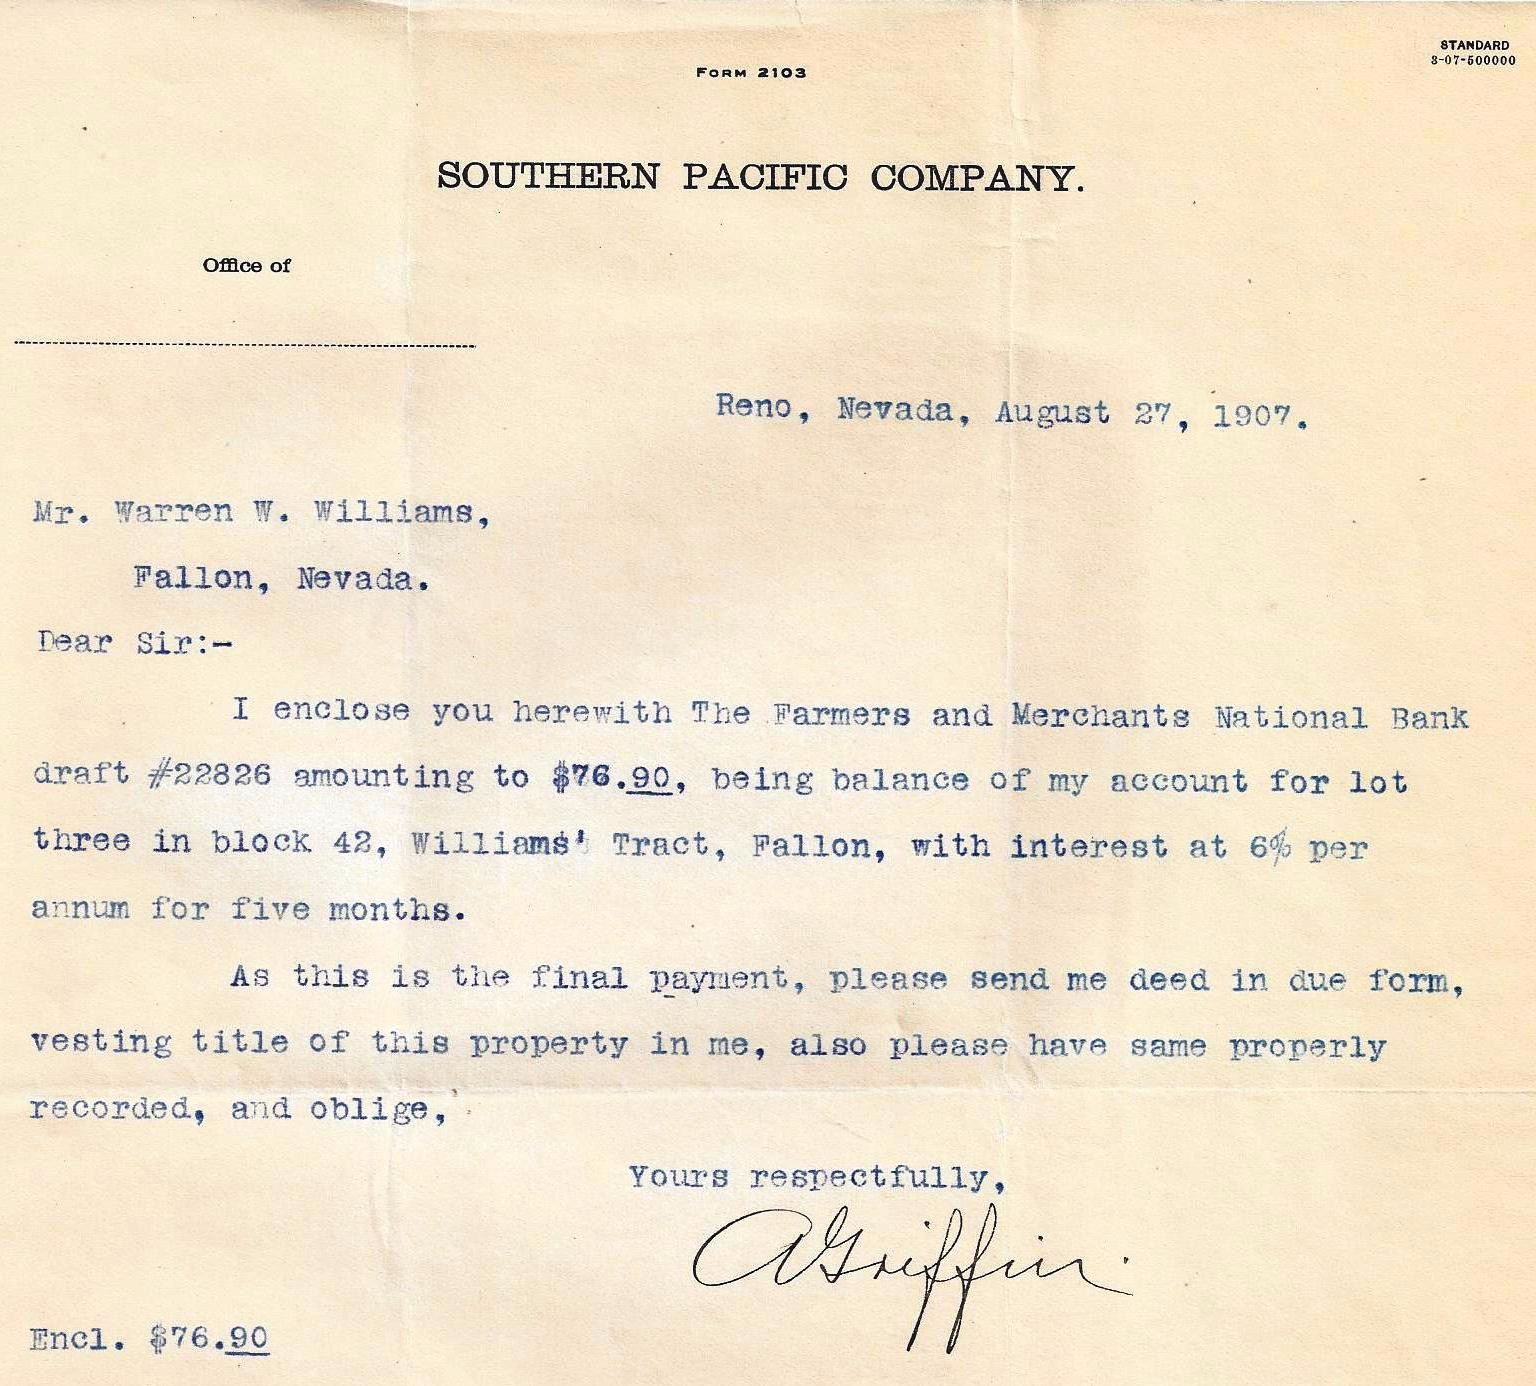 STANDARD
8-07-500000
FORM 2103
SOUTHERN PACIFIC COMPANY.
Office of
Reno, Nevada, August 27, 1907.
Mr. Warren W. Williams,
Fallon, Nevada.
Dear Sir:-
I enclose you herewith The Farmers and Merchants National Bank
draft #22826 amounting to $76.90, being balance of my account for lot
three in block 42, Williams' Tract, Fallon, with interest at 6% per
annum for five months.
As this is the final payment, please send me deed in due form,
vesting title of this property in me, also please have same properly
recorded, and oblige,
Yours respectfully,
A Griffin.
Encl. $76.90